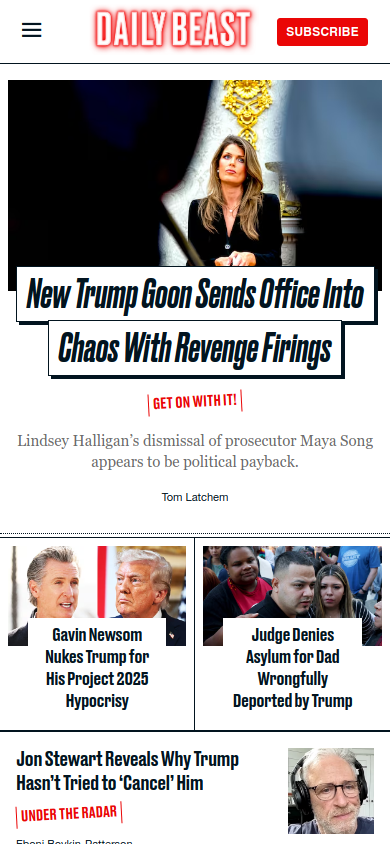 DAILY BEAST
SUBSCRIBE
New Trump Goon Sends Office Into
Chaos With Revenge Firings
GET ON WITH IT!
Lindsey Halligan’s dismissal of prosecutor Maya Song
appears to be political payback.
Tom Latchem
Gavin Newsom
Nukes Trump for
His Project 2025
Hypocrisy
Judge Denies
Asylum for Dad
Wrongfully
Deported by Trump
Jon Stewart Reveals Why Trump
Hasn’t Tried to ‘Cancel’ Him
UNDER THE RADAR
Eboni Boykin-Patterson